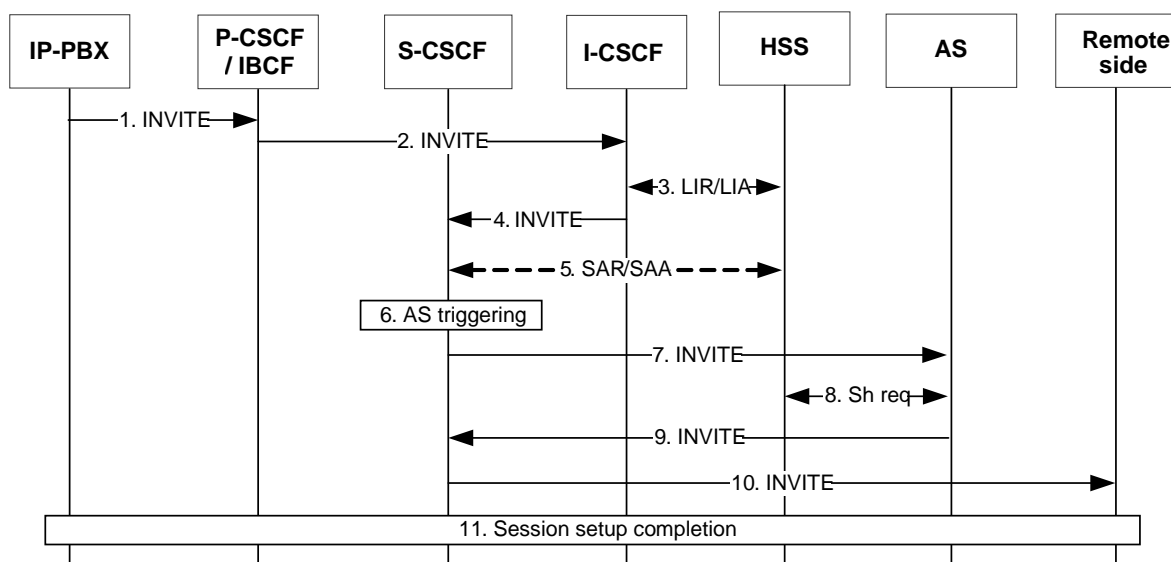 IP-PBX
P-CSCF
/ IBCF
S-CSCF
I-CSCF
HSS
AS
Remote
side
1. INVITE
2. INVITE
3. LIR/LIA
4. INVITE
5. SAR/SAA
6. AS triggering
7. INVITE
8. Sh req
9. INVITE
10. INVITE
11. Session setup completion